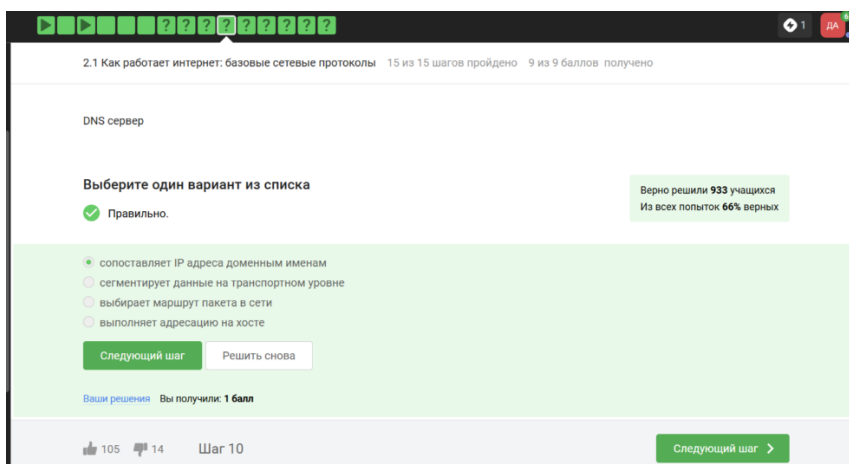 ? ? ? ? ? ? ? ? ?
1
ДА
6
2.1 Как работает интернет: базовые сетевые протоколы 15 из 15 шагов пройдено 9 из 9 баллов получено
DNS сервер
Выберите один вариант из списка
Правильно.
Верно решили 933 учащихся
Из всех попыток 66% верных
сопоставляет IP адреса доменным именам
сегментирует данные на транспортном уровне
выбирает маршрут пакета в сети
выполняет адресацию на хосте
Следующий шаг Решить снова
Ваши решения Вы получили: 1 балл
105 14 Шаг 10 Следующий шаг